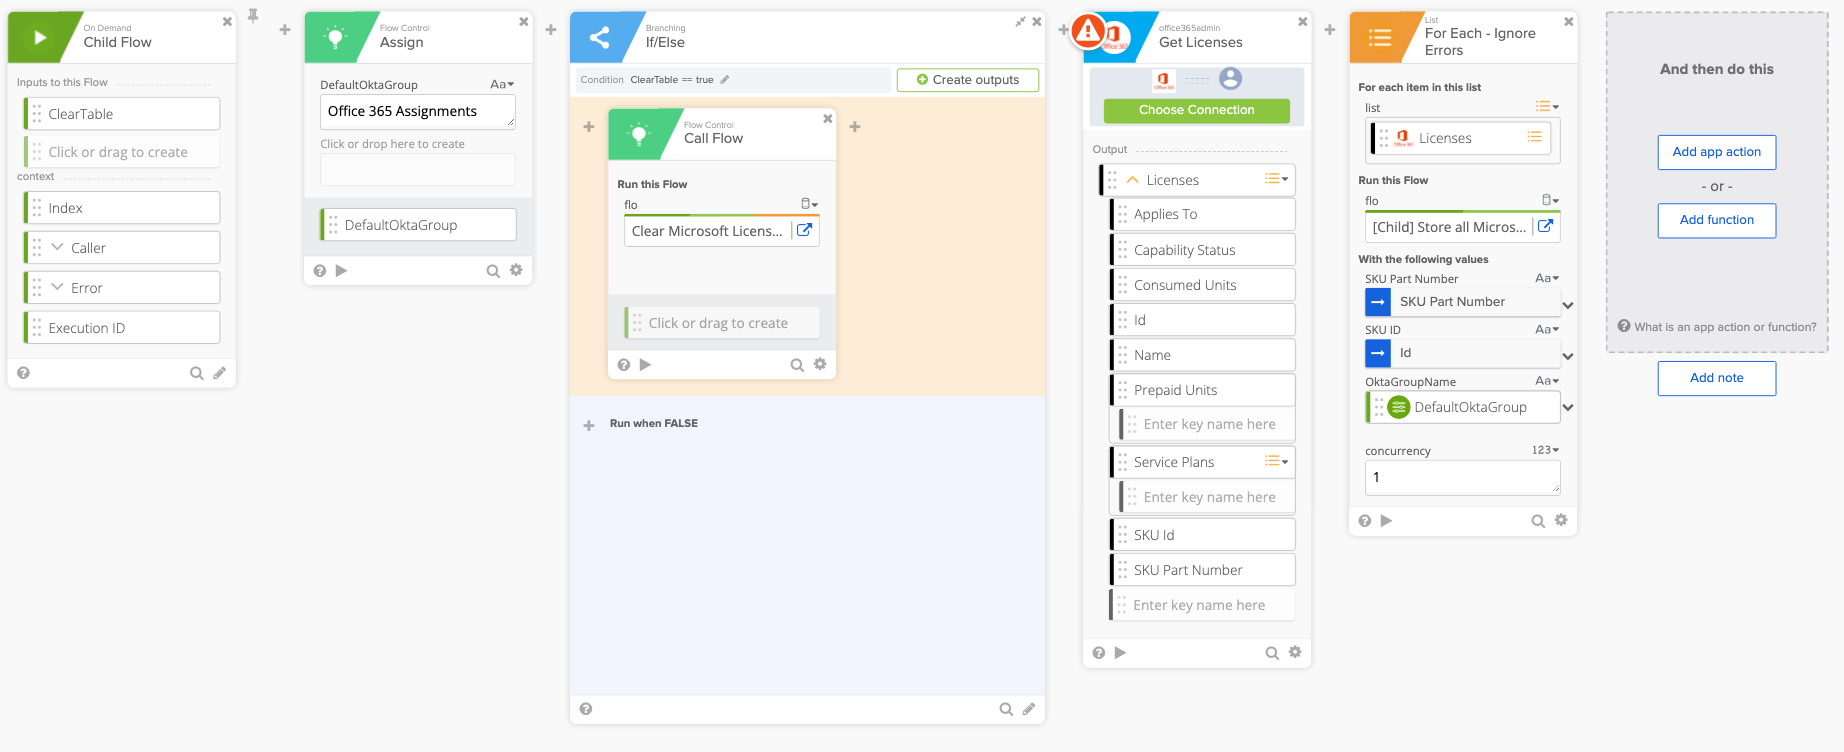 On Demand
Child Flow
Inputs to this Flow
ClearTable
Click or drag to create
context
Index
Caller
Error
Execution ID
Flow Control
Assign
DefaultOktaGroup
Aa
Office 365 Assignments
Click or drop here to create
DefaultOktaGroup
Branching
If/Else
Condition ClearTable == true
Create outputs
Flow Control
Call Flow
Run this Flow
flo
Clear Microsoft Licens...
Click or drag to create
Run when FALSE
Office 365
office365admin
Get Licenses
Choose Connection
Output
Licenses
Applies To
Capability Status
Consumed Units
Id
Name
Prepaid Units
Enter key name here
Service Plans
Enter key name here
SKU Id
SKU Part Number
Enter key name here
List
For Each - Ignore
Errors
For each item in this list
list
Office 365
Licenses
Run this Flow
flo
[Child] Store all Micros...
With the following values
SKU Part Number
Aa
SKU Part Number
SKU ID
Aa
Id
OktaGroupName
Aa
DefaultOktaGroup
concurrency
123
1
And then do this
Add app action
- or -
Add function
What is an app action or function?
Add note